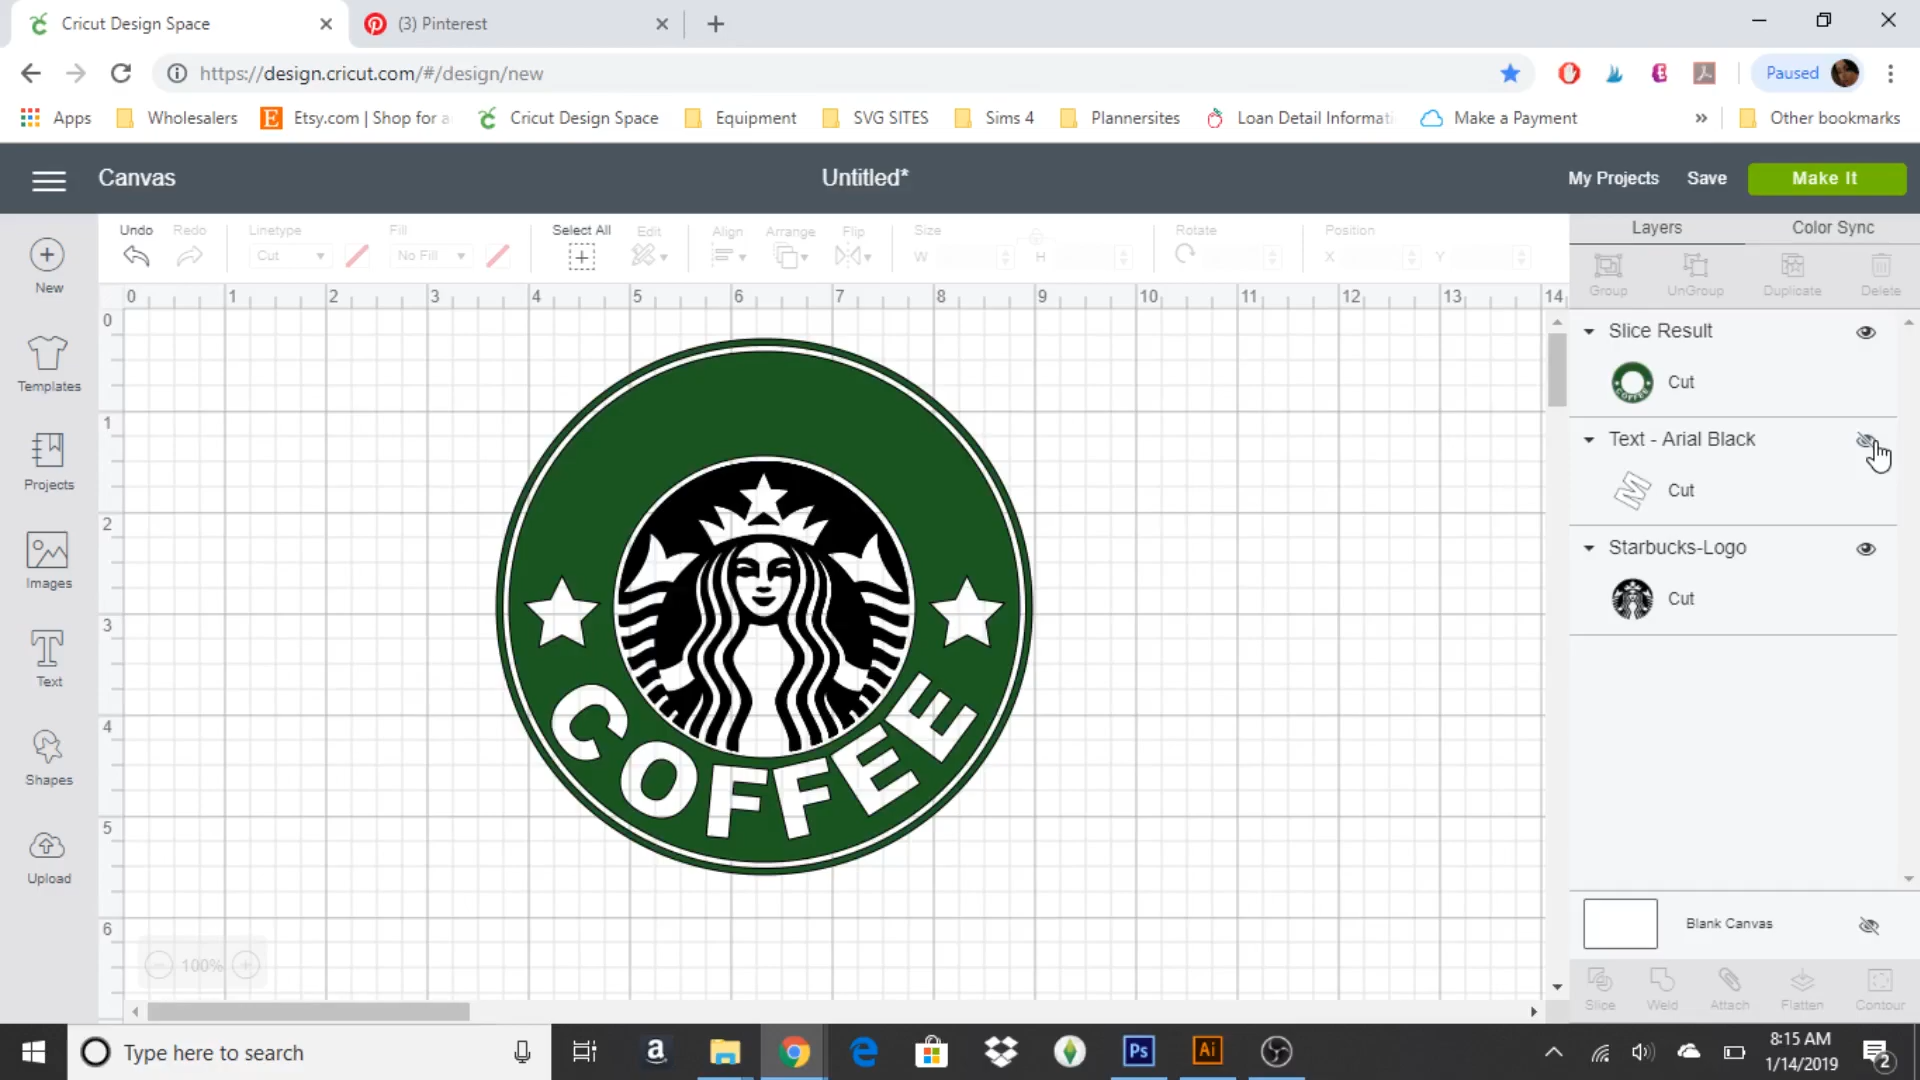 Cricut Design Space
(3) Pinterest
https://design.cricut.com/#/design/new
Paused
Apps
Wholesalers
Etsy.com | Shop for a
Cricut Design Space
Equipment
SVG SITES
Sims 4
Plannersites
Loan Detail Informati
Make a Payment
»
Other bookmarks
Canvas
Untitled*
My Projects
Save
Make It
Undo
Redo
Linetype
Cut
Fill
No Fill
Select All
Edit
Align
Arrange
Flip
Size
W
H
Rotate
Position
X
Y
Layers
Color Sync
Group
UnGroup
Duplicate
Delete
New
Templates
Projects
Images
Text
Shapes
Upload
0 1 2 3 4 5 6 7 8 9 10 11 12 13 14
0
1
2
3
4
5
6
COFFEE
100%
Slice Result
COFFEE
Cut
Text - Arial Black
M
Cut
Starbucks-Logo
Cut
Blank Canvas
Slice
Weld
Attach
Flatten
Contour
Type here to search
a
Ps
Ai
8:15 AM
1/14/2019
2